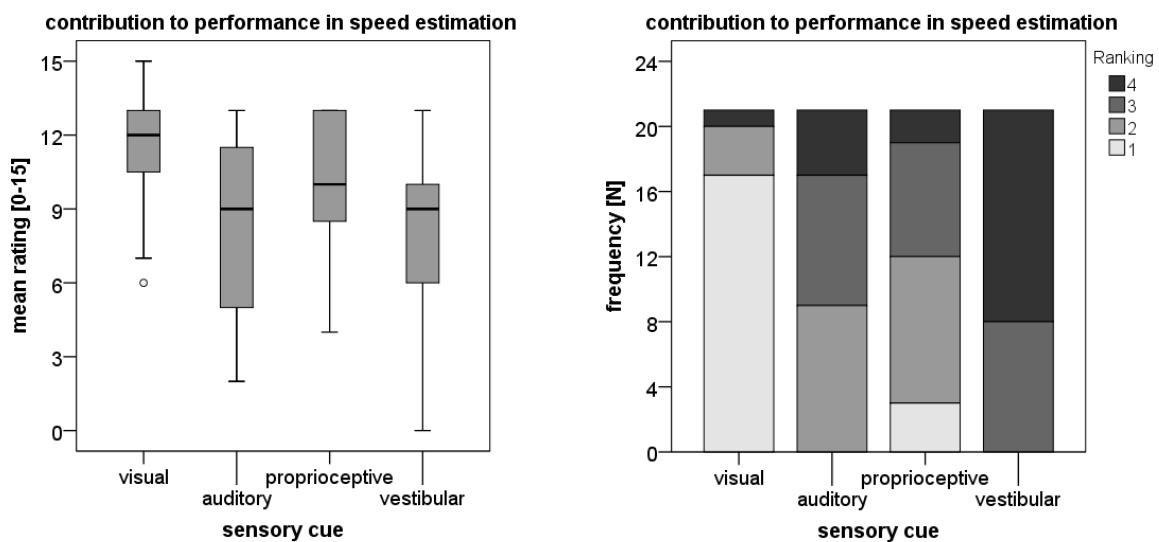 contribution to performance in speed estimation
mean rating [0-15]
15
12
9
6
3
0
visual
auditory
proprioceptive
vestibular
sensory cue
contribution to performance in speed estimation
frequency [N]
24
20
16
12
8
4
0
visual
auditory
proprioceptive
vestibular
sensory cue
Ranking
4
3
2
1